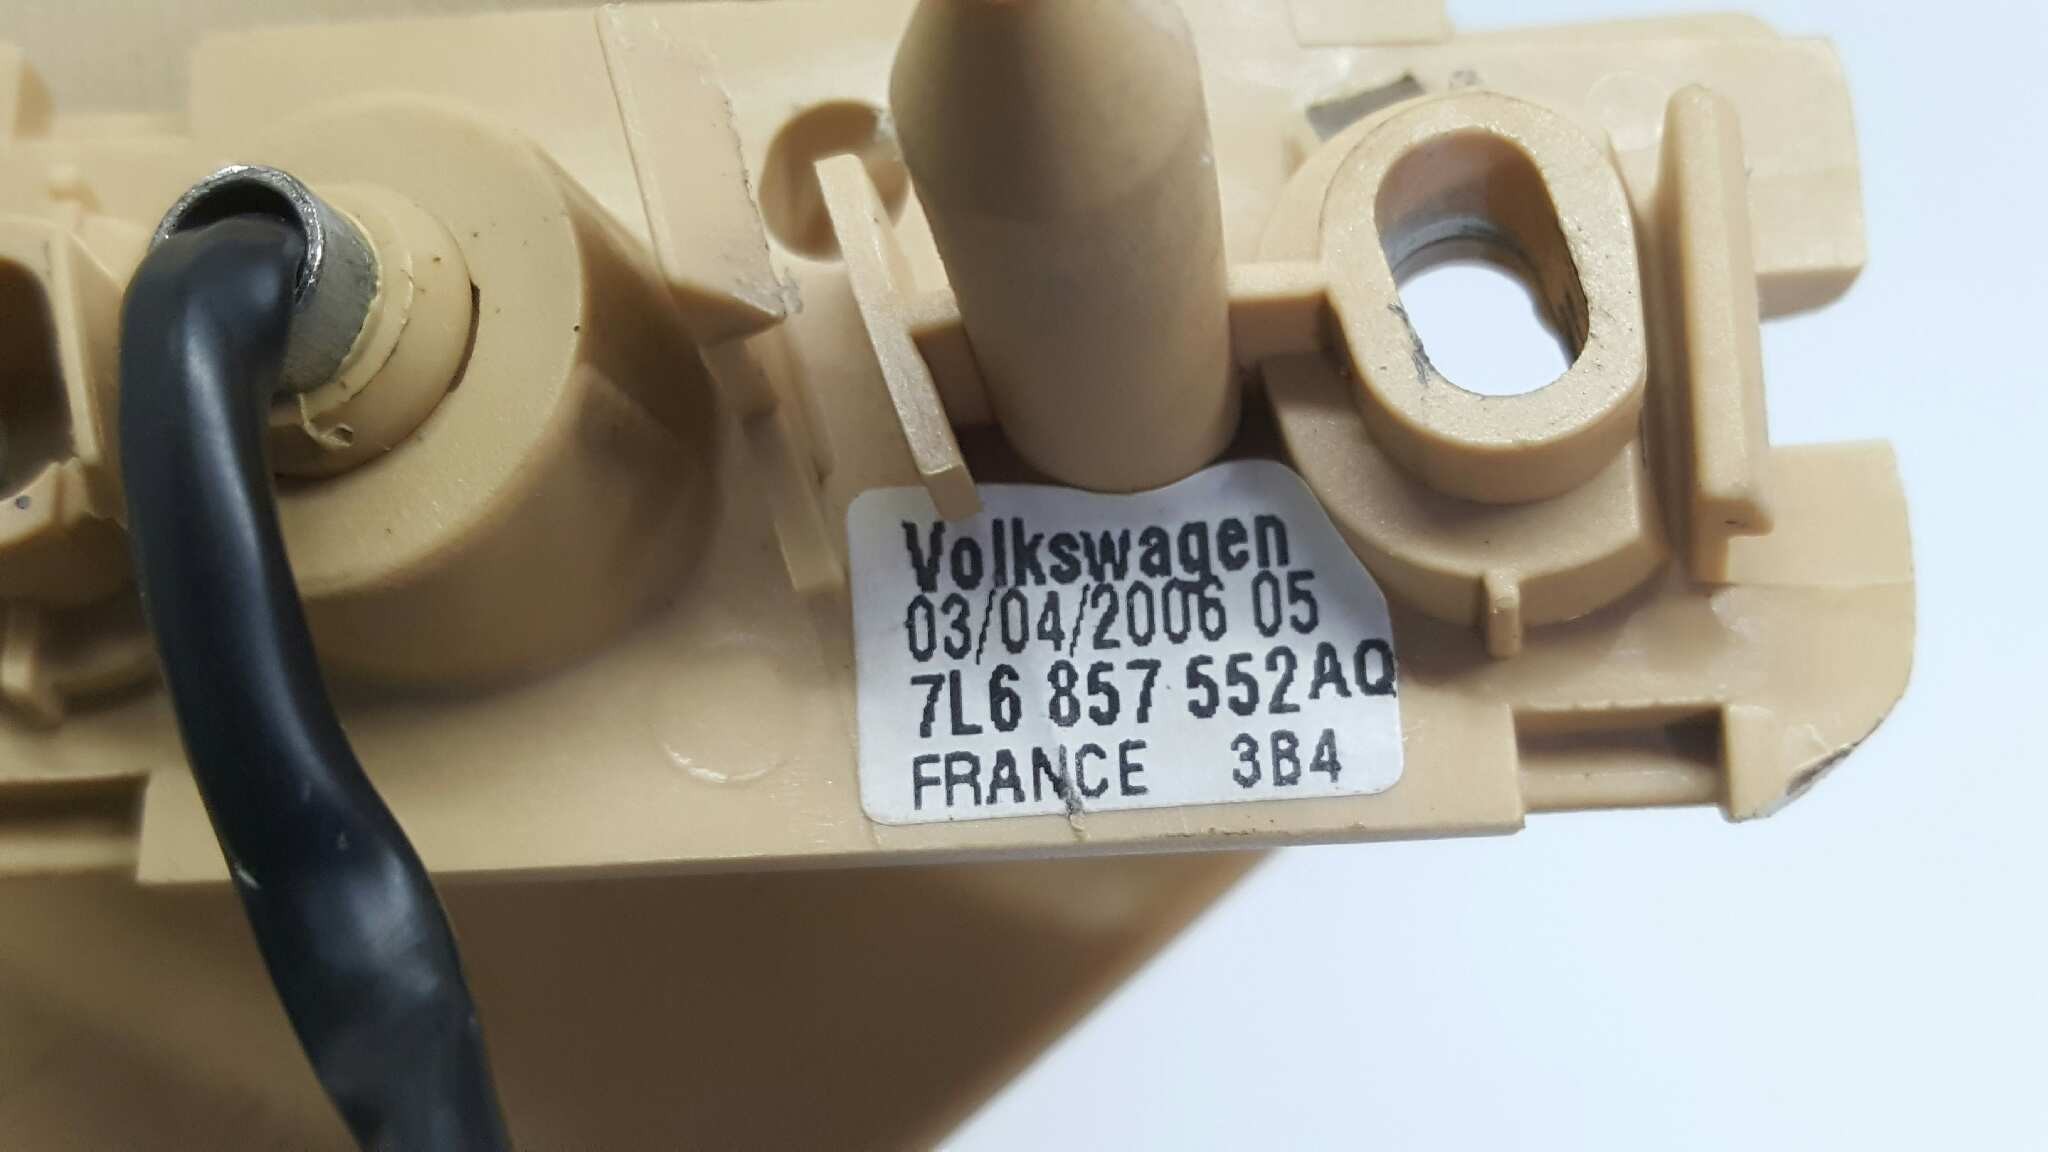 Volkswagen
03/04/2006 05
7L6 857 552AQ
FRANCE 3B4